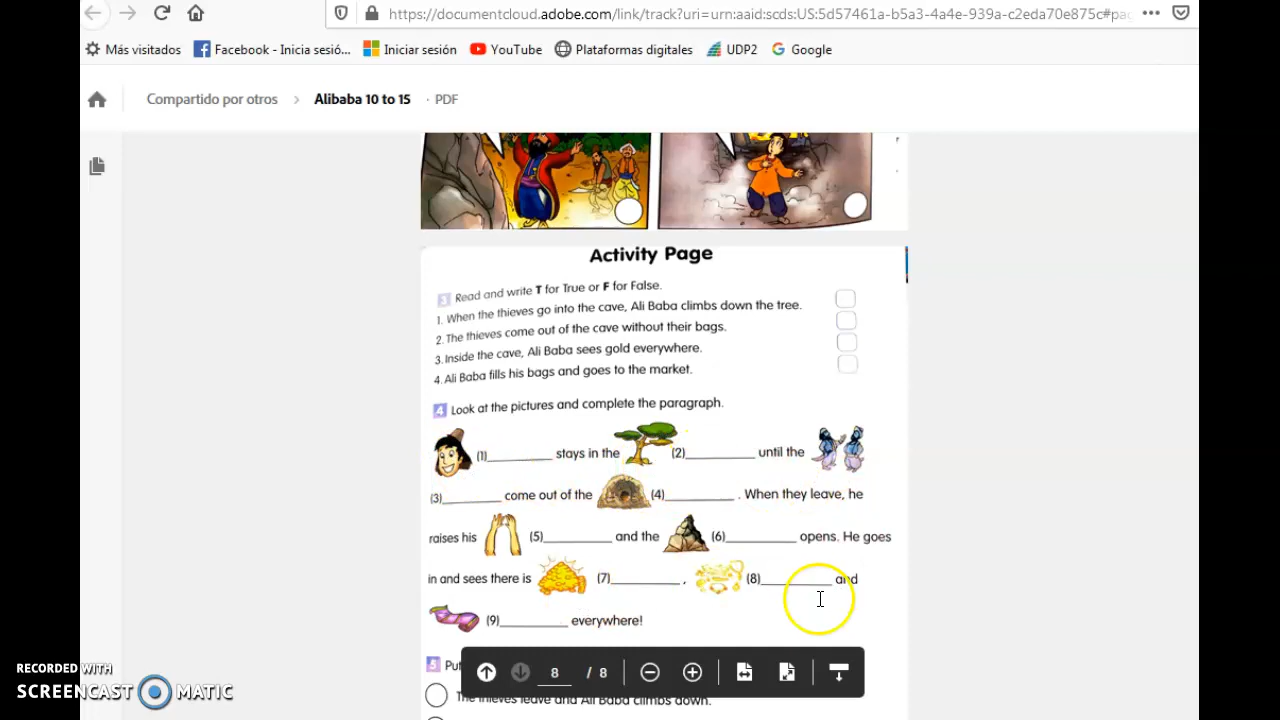 https://documentcloud.adobe.com/link/track?uri=urn:aaid:scds:US:5d57461a-b5a3-4a4e-939a-c2eda70e875c#pa
Más visitados Facebook - Inicia sesió... Iniciar sesión YouTube Plataformas digitales UDP2 Google
Compartido por otros > Alibaba 10 to 15 · PDF
Activity Page
3 Read and write T for True or F for False.
1. When the thieves go into the cave, Ali Baba climbs down the tree.
2. The thieves come out of the cave without their bags.
3. Inside the cave, Ali Baba sees gold everywhere.
4. Ali Baba fills his bags and goes to the market.
4 Look at the pictures and complete the paragraph.
(1)__________ stays in the (2)__________ until the
(3)__________ come out of the (4)__________ . When they leave, he
raises his (5)__________ and the (6)__________ opens. He goes
in and sees there is (7)__________ , (8)__________ and
(9)__________ everywhere!
5 Put
8 / 8
The thieves leave and Ali Baba climbs down.
RECORDED WITH
SCREENCAST MATIC